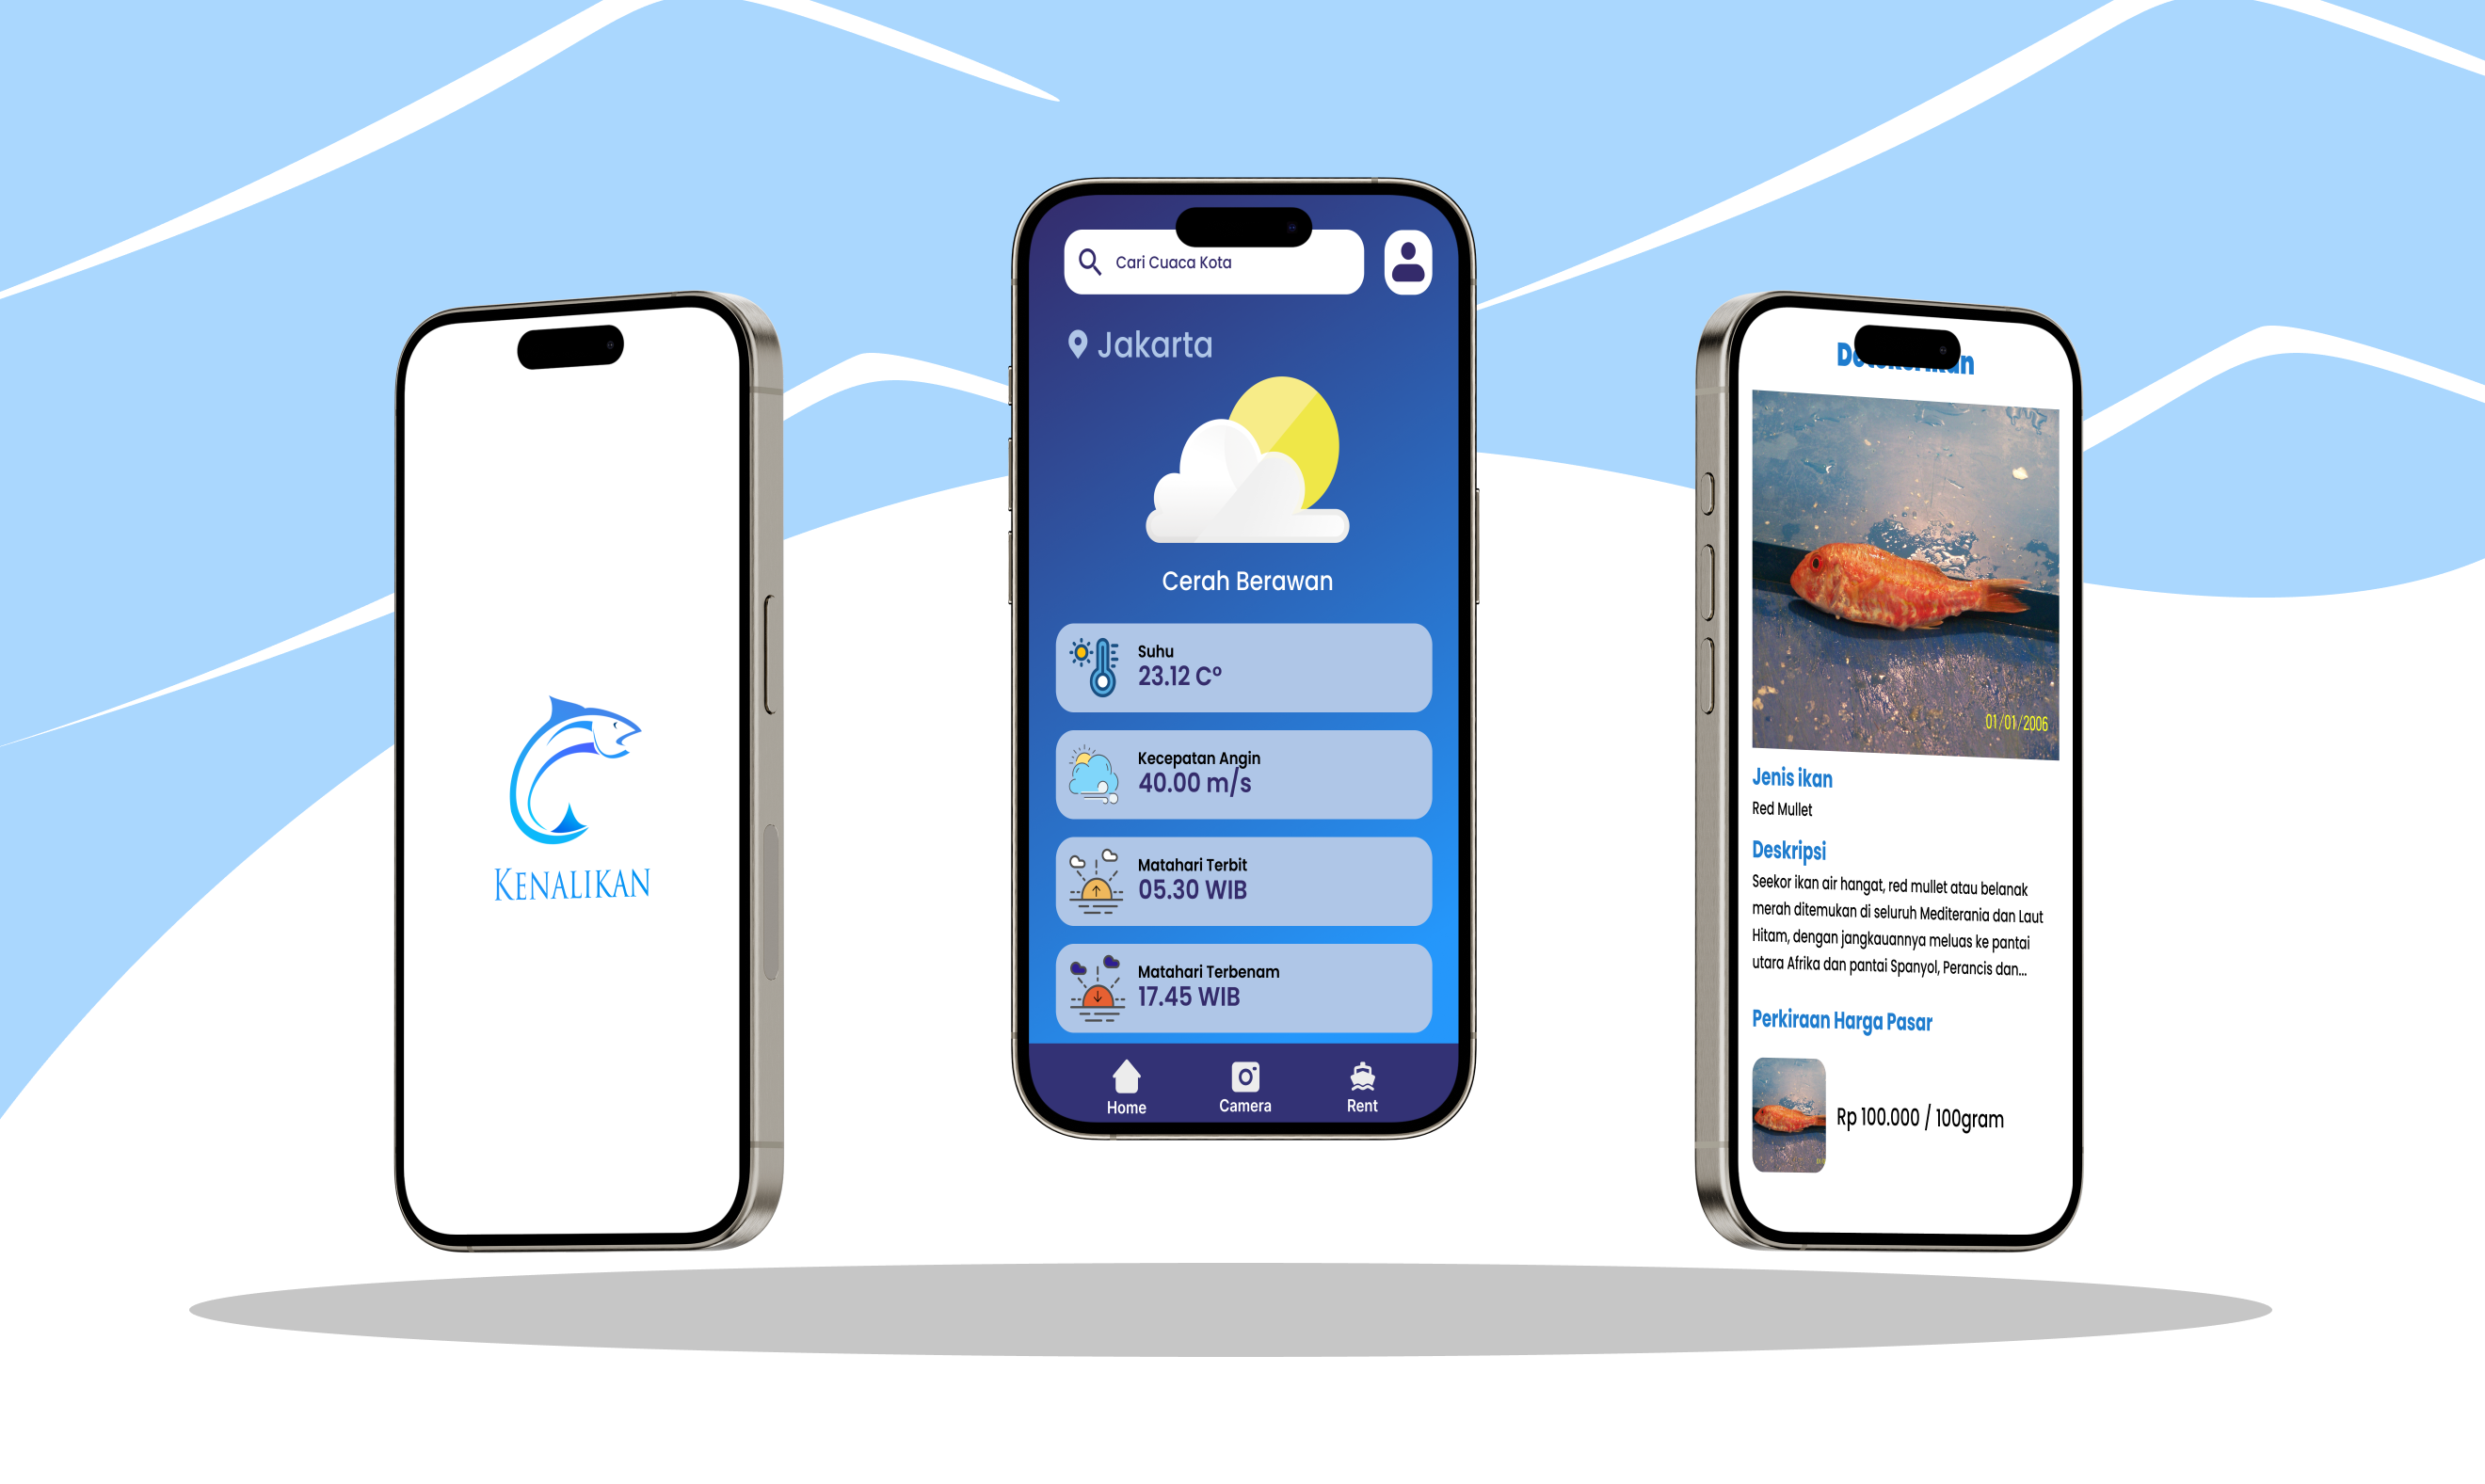 KENALIKAN
Cari Cuaca Kota
Jakarta
Cerah Berawan
Suhu
23.12 C°
Kecepatan Angin
40.00 m/s
Matahari Terbit
05.30 WIB
Matahari Terbenam
17.45 WIB
Home
Camera
Rent
01/01/2006
Jenis ikan
Red Mullet
Deskripsi
Seekor ikan air hangat, red mullet atau belanak
merah ditemukan di seluruh Mediterania dan Laut
Hitam, dengan jangkauannya meluas ke pantai
utara Afrika dan pantai Spanyol, Perancis dan...
Perkiraan Harga Pasar
Rp 100.000 / 100gram